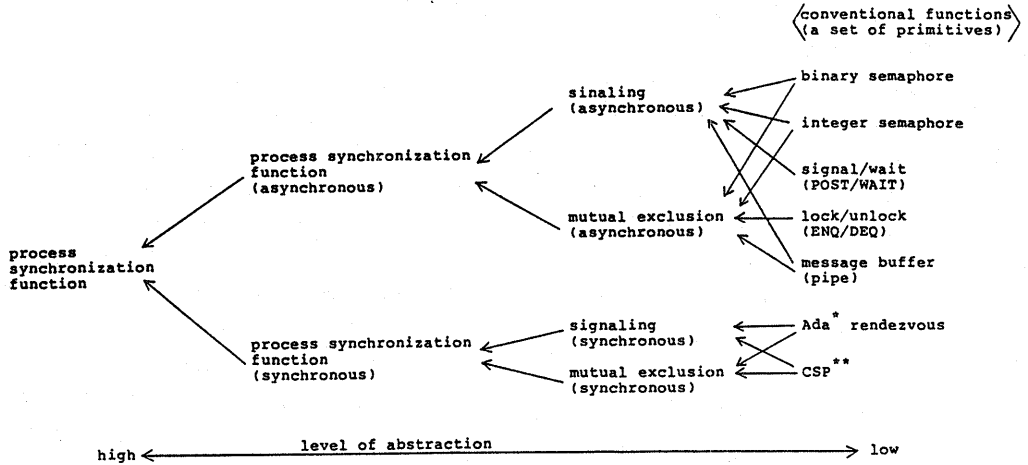 conventional functions
(a set of primitives)
binary semaphore
sinaling
(asynchronous)
integer semaphore
process synchronization
function
(asynchronous)
signal/wait
(POST/WAIT)
mutual exclusion
(asynchronous)
lock/unlock
(ENQ/DEQ)
process
synchronization
function
message buffer
(pipe)
signaling
(synchronous)
Ada* rendezvous
process synchronization
function
(synchronous)
mutual exclusion
(synchronous)
CSP**
level of abstraction
high
low